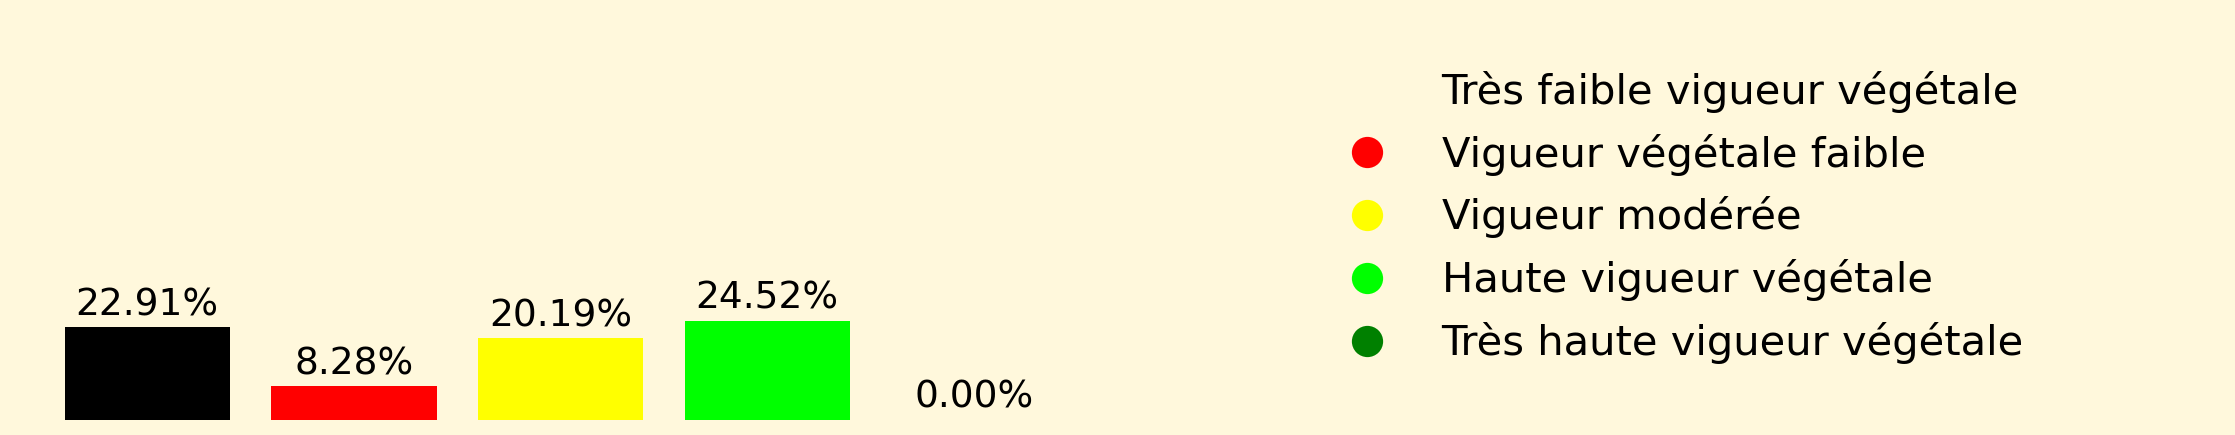 22.91%
8.28%
20.19%
24.52%
0.00%
Très faible vigueur végétale
Vigueur végétale faible
Vigueur modérée
Haute vigueur végétale
Très haute vigueur végétale